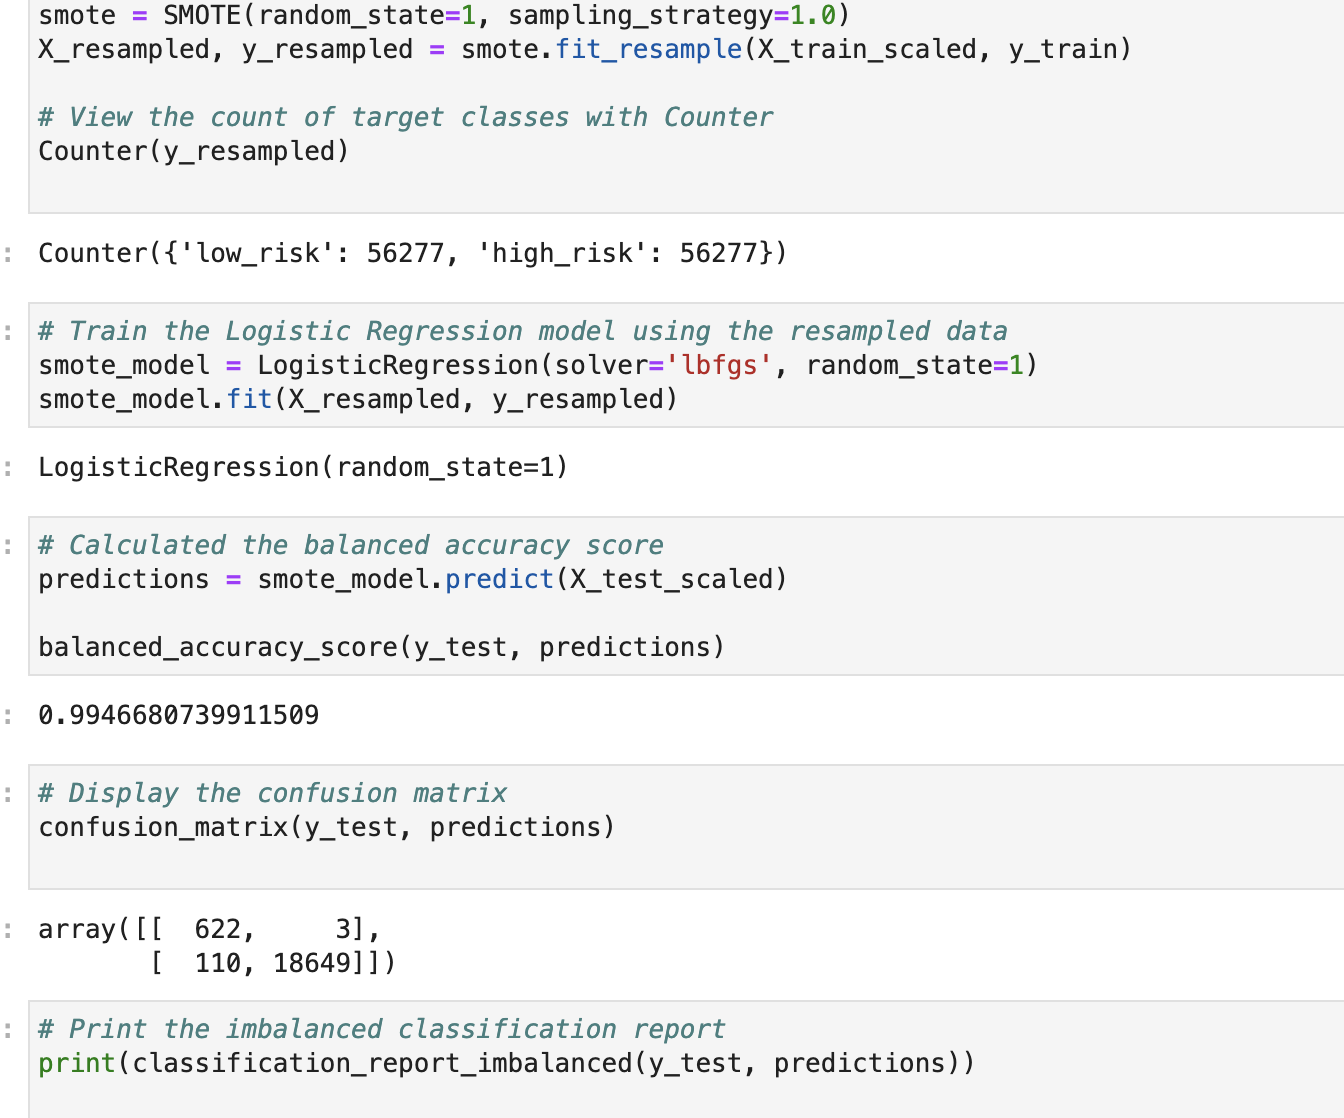 smote = SMOTE(random_state=1, sampling_strategy=1.0)
X_resampled, y_resampled = smote.fit_resample(X_train_scaled, y_train)
# View the count of target classes with Counter
Counter(y_resampled)
: Counter({'low_risk': 56277, 'high_risk': 56277})
: # Train the Logistic Regression model using the resampled data
smote_model = LogisticRegression(solver='lbfgs', random_state=1)
smote_model.fit(X_resampled, y_resampled)
: LogisticRegression(random_state=1)
: # Calculated the balanced accuracy score
predictions = smote_model.predict(X_test_scaled)
balanced_accuracy_score(y_test, predictions)
: 0.9946680739911509
: # Display the confusion matrix
confusion_matrix(y_test, predictions)
: array([[  622,     3],
       [  110, 18649]])
: # Print the imbalanced classification report
print(classification_report_imbalanced(y_test, predictions))